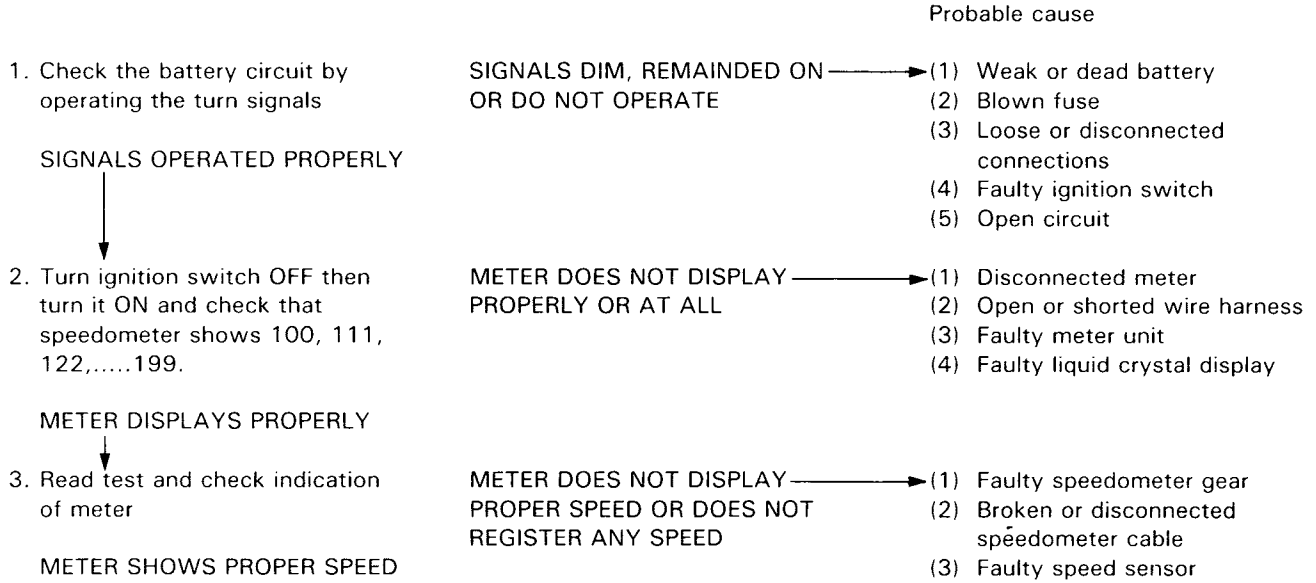 Probable cause
1. Check the battery circuit by
operating the turn signals
SIGNALS OPERATED PROPERLY
SIGNALS DIM, REMAINDED ON
OR DO NOT OPERATE
(1) Weak or dead battery
(2) Blown fuse
(3) Loose or disconnected
connections
(4) Faulty ignition switch
(5) Open circuit
2. Turn ignition switch OFF then
turn it ON and check that
speedometer shows 100, 111,
122,.....199.
METER DISPLAYS PROPERLY
METER DOES NOT DISPLAY
PROPERLY OR AT ALL
(1) Disconnected meter
(2) Open or shorted wire harness
(3) Faulty meter unit
(4) Faulty liquid crystal display
3. Read test and check indication
of meter
METER SHOWS PROPER SPEED
METER DOES NOT DISPLAY
PROPER SPEED OR DOES NOT
REGISTER ANY SPEED
(1) Faulty speedometer gear
(2) Broken or disconnected
speedometer cable
(3) Faulty speed sensor